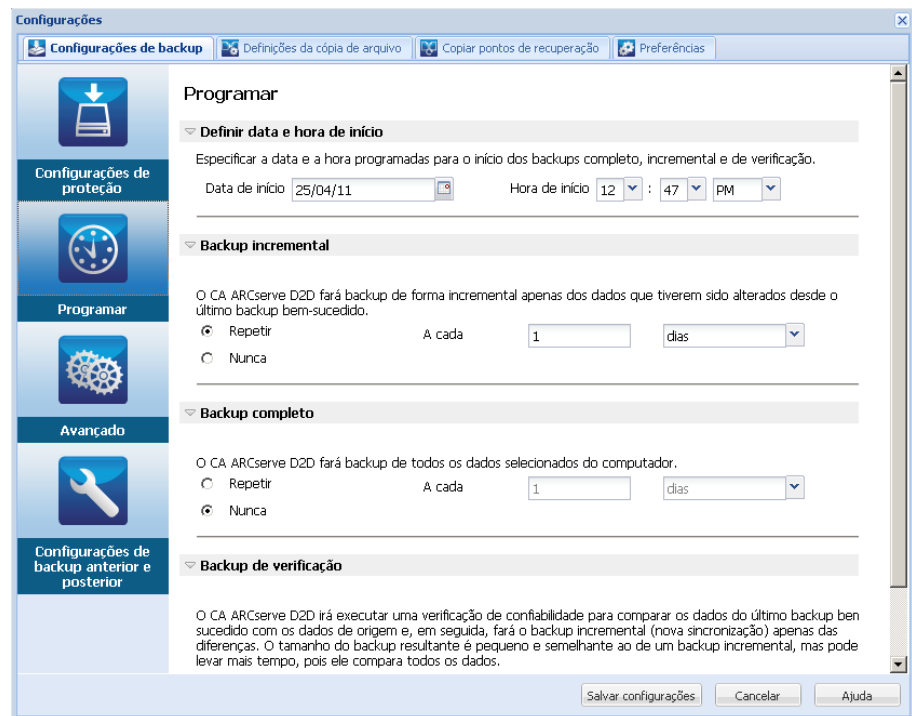 Configurações
Configurações de backup
Definições da cópia de arquivo
Copiar pontos de recuperação
Preferências
Configurações de
proteção
Programar
Avançado
Configurações de
backup anterior e
posterior
Programar
Definir data e hora de início
Especificar a data e a hora programadas para o início dos backups completo, incremental e de verificação.
Data de início 25/04/11 Hora de início 12 : 47 PM
Backup incremental
O CA ARCserve D2D fará backup de forma incremental apenas dos dados que tiverem sido alterados desde o
último backup bem-sucedido.
Repetir A cada 1 dias
Nunca
Backup completo
O CA ARCserve D2D fará backup de todos os dados selecionados do computador.
Repetir A cada 1 dias
Nunca
Backup de verificação
O CA ARCserve D2D irá executar uma verificação de confiabilidade para comparar os dados do último backup ben
sucedido com os dados de origem e, em seguida, fará o backup incremental (nova sincronização) apenas das
diferenças. O tamanho do backup resultante é pequeno e semelhante ao de um backup incremental, mas pode
levar mais tempo, pois ele compara todos os dados.
Salvar configurações Cancelar Ajuda